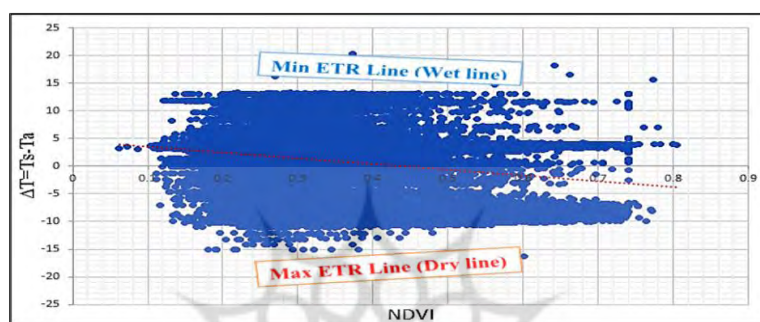 25
20
15
10
5
0
-5
-10
-15
-20
-25
ΔT=Ts-Ta
Min ETR Line (Wet line)
0 0.1 0.2 0.3 0.4 0.5 0.6 0.7 0.8 0.9
Max ETR Line (Dry line)
NDVI